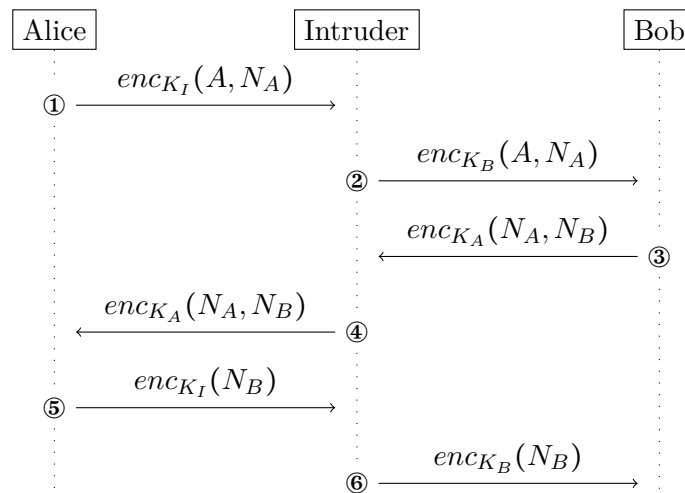 Alice Intruder Bob
enc_{K_I}(A, N_A)
①
enc_{K_B}(A, N_A)
②
enc_{K_A}(N_A, N_B)
③
enc_{K_A}(N_A, N_B)
④
enc_{K_I}(N_B)
⑤
enc_{K_B}(N_B)
⑥